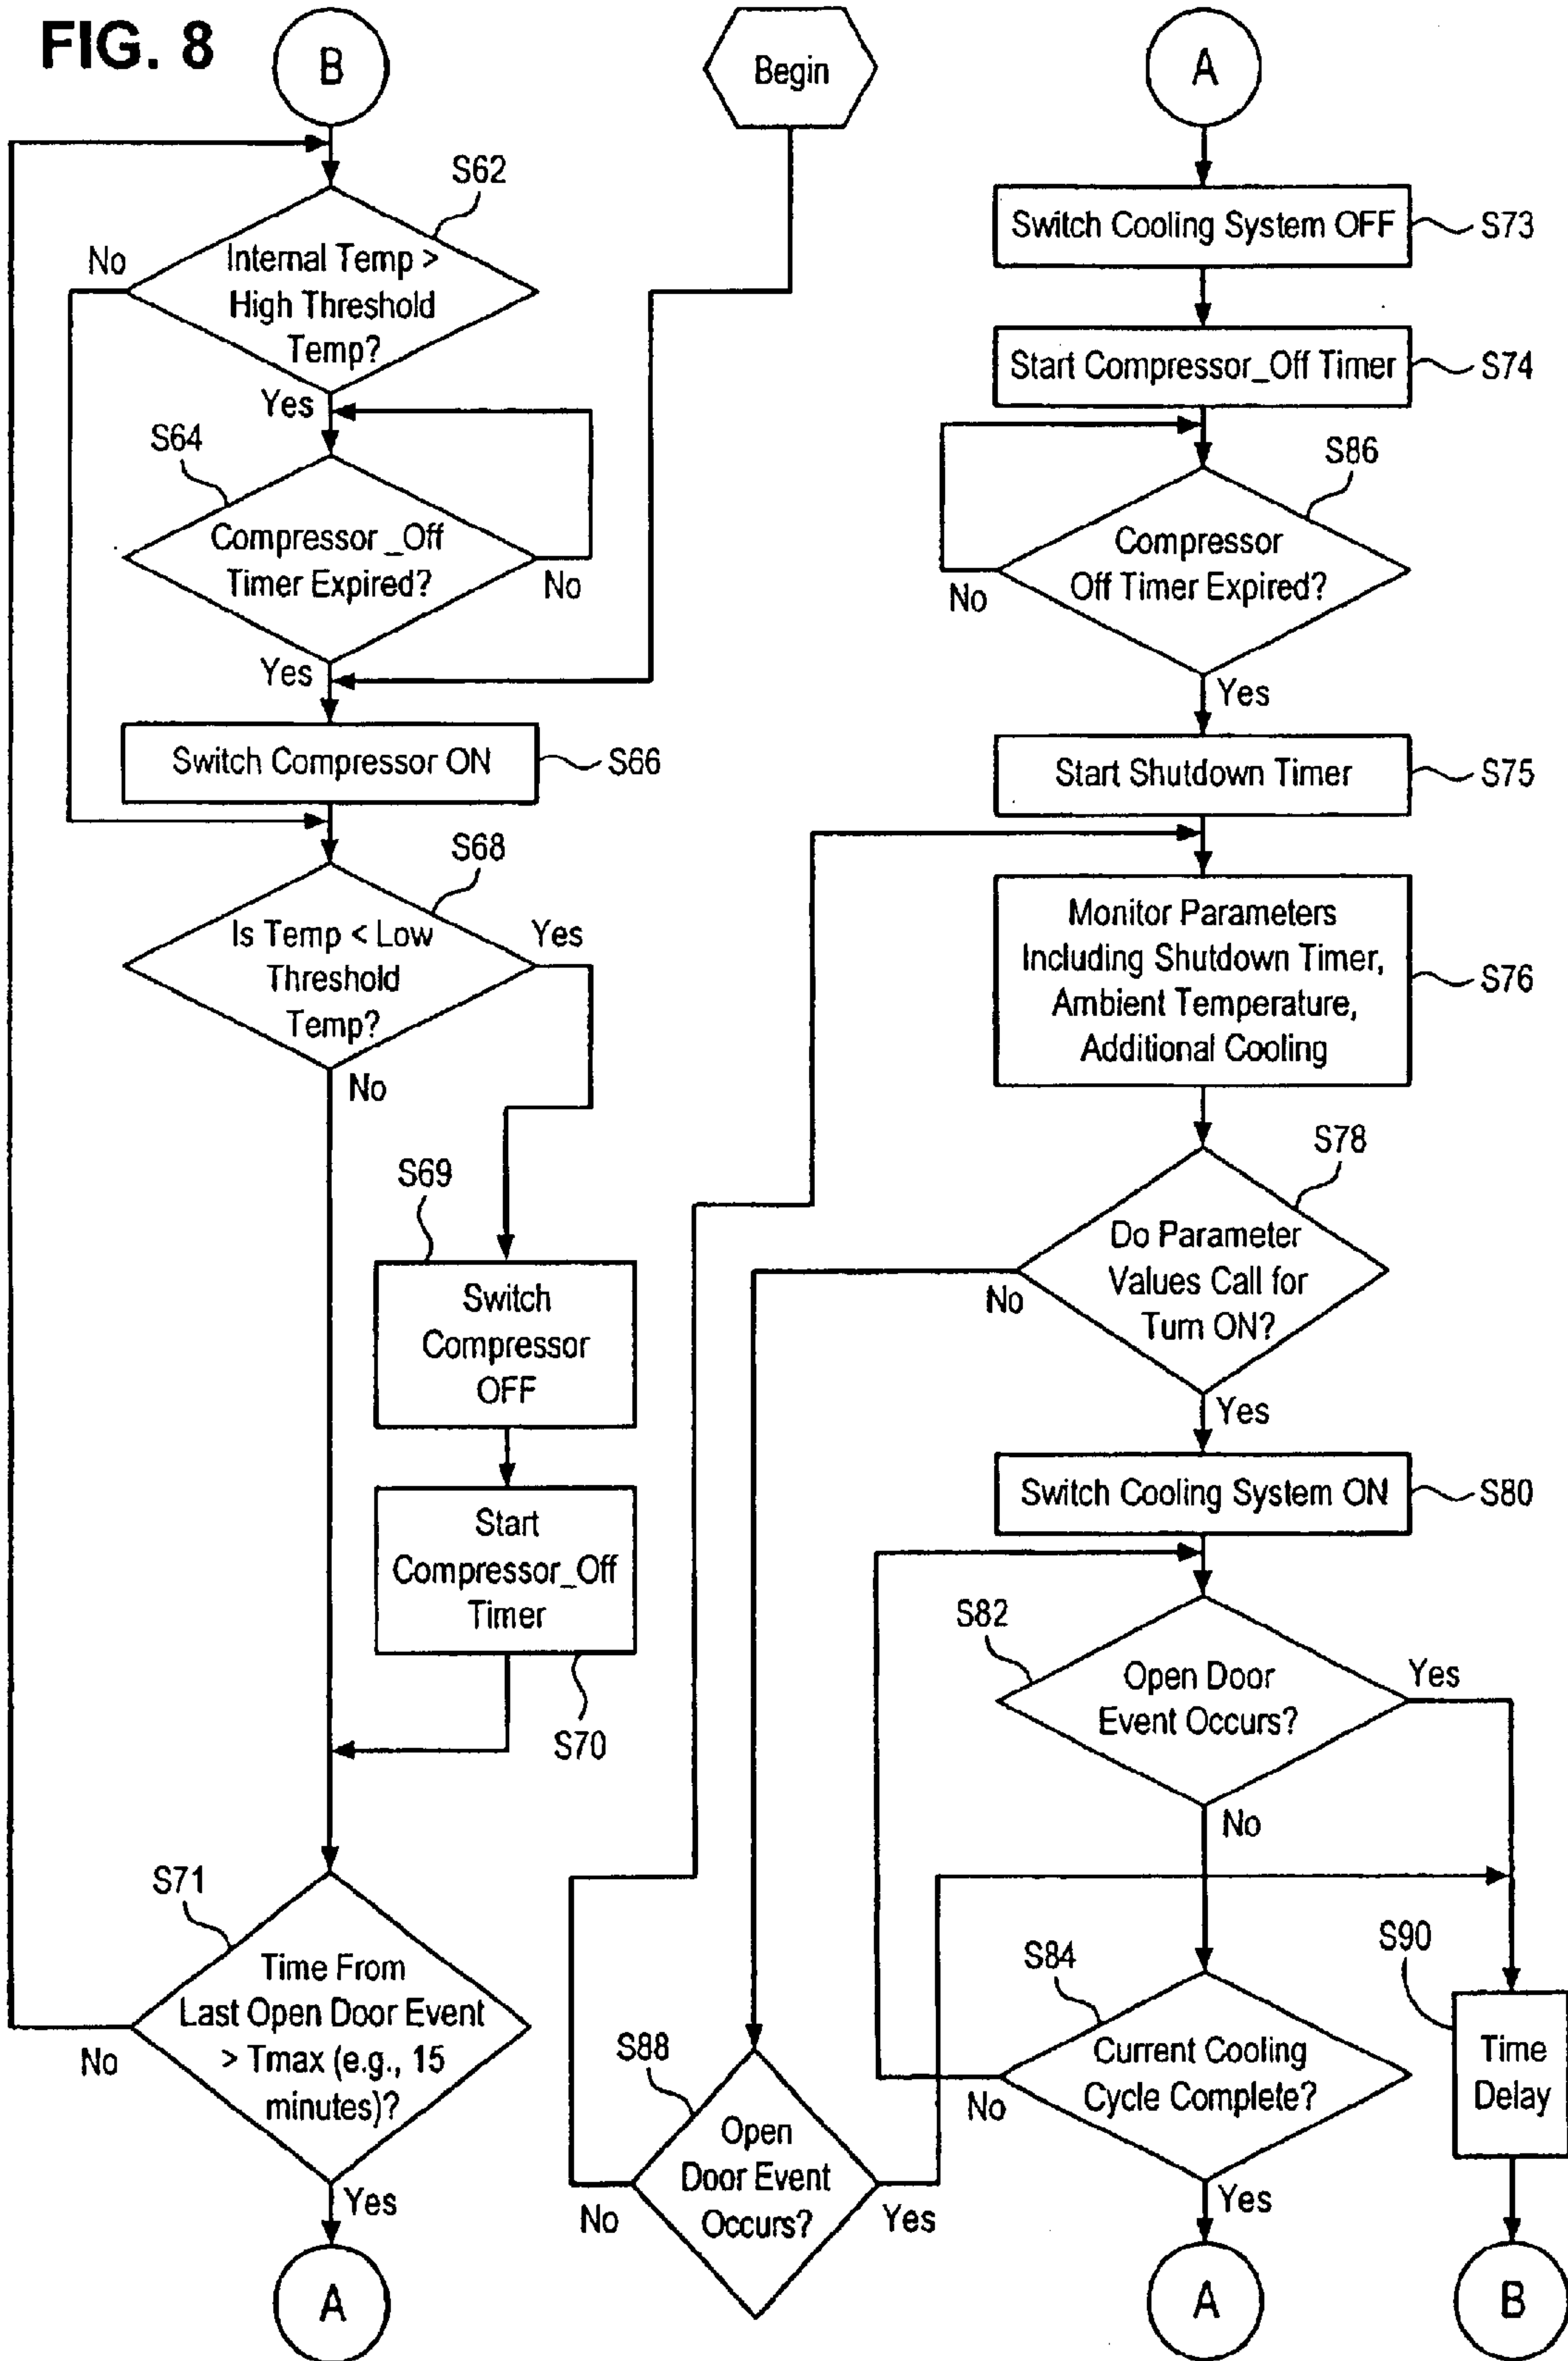 FIG. 8
B
S62
Internal Temp >
High Threshold
Temp?
No
Yes
S64
Compressor _Off
Timer Expired?
No
Yes
Switch Compressor ON
S66
S68
Is Temp < Low
Threshold
Temp?
Yes
No
S69
Switch
Compressor
OFF
Start
Compressor_Off
Timer
S70
S71
Time From
Last Open Door Event
> Tmax (e.g., 15
minutes)?
No
Yes
A
Begin
A
Switch Cooling System OFF
S73
Start Compressor_Off Timer
S74
S86
Compressor
Off Timer Expired?
No
Yes
Start Shutdown Timer
S75
Monitor Parameters
Including Shutdown Timer,
Ambient Temperature,
Additional Cooling
S76
S78
Do Parameter
Values Call for
Turn ON?
No
Yes
Switch Cooling System ON
S80
S82
Open Door
Event Occurs?
Yes
No
S84
Current Cooling
Cycle Complete?
No
Yes
A
S88
Open
Door Event
Occurs?
No
Yes
S90
Time
Delay
B